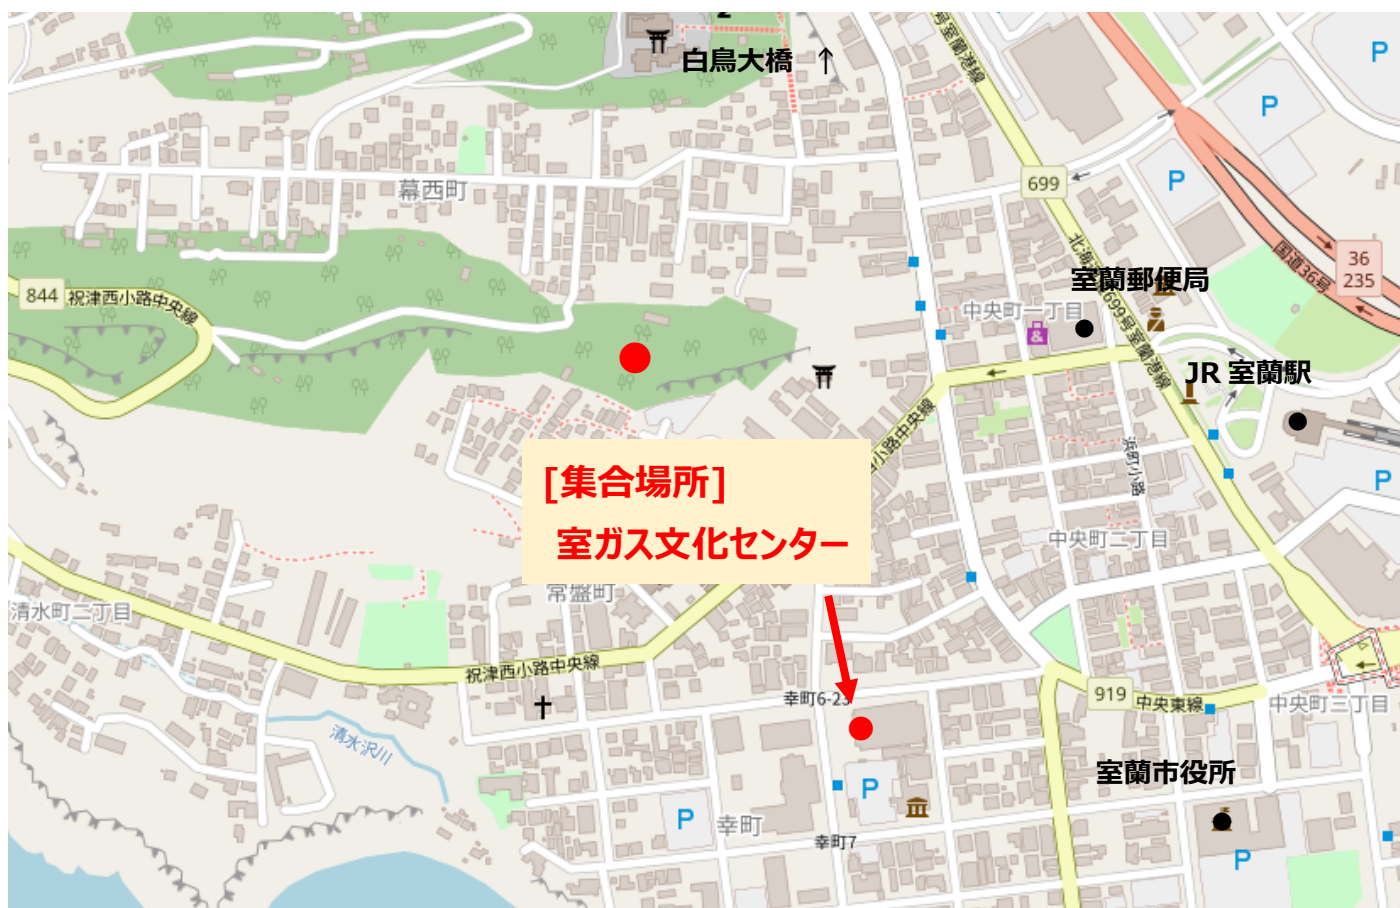 白鳥大橋 ↑
号室蘭港線
P
P
P
699
幕西町
36
235
国道36号
844
祝津西小路中央線
室蘭郵便局
中央町一丁目
北海道
699号室蘭港線
JR 室蘭駅
小路中央線
浜町小路
P
[集合場所]
室ガス文化センター
中央町二丁目
常盤町
清水町二丁目
祝津西小路中央線
幸町6-23
919
中央東線
中央町三丁目
清水沢川
室蘭市役所
P
P
幸町
幸町7
P